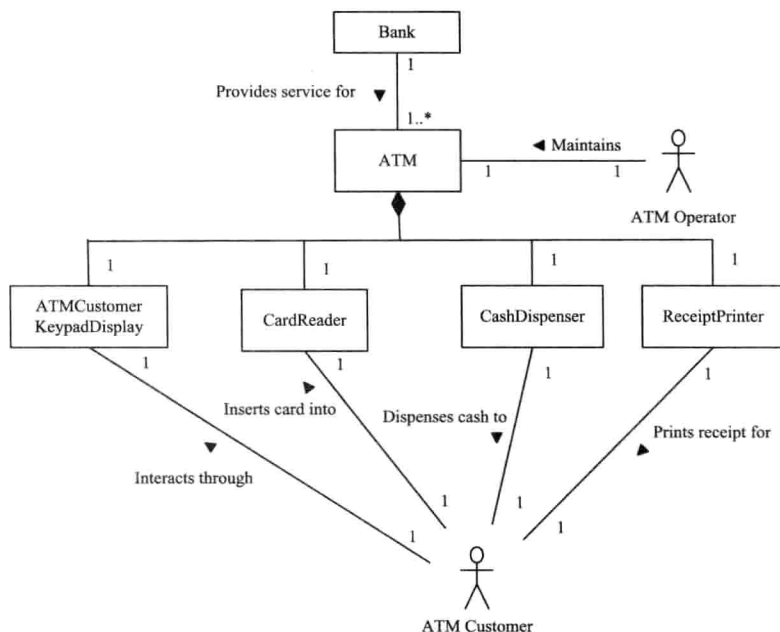 Bank
1
Provides service for
1..*
ATM
Maintains
1
1
ATM Operator
1
1
1
1
ATMCustomer
KeypadDisplay
CardReader
CashDispenser
ReceiptPrinter
1
1
1
1
Inserts card into
Dispenses cash to
Prints receipt for
Interacts through
1
1
1
1
ATM Customer